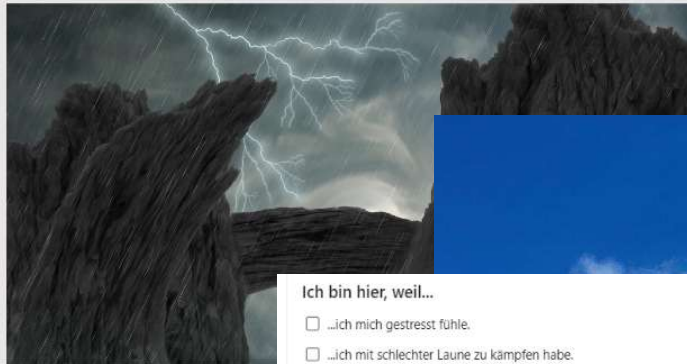 Ich bin hier, weil...
...ich mich gestresst fühle.
...ich mit schlechter Laune zu kämpfen habe.